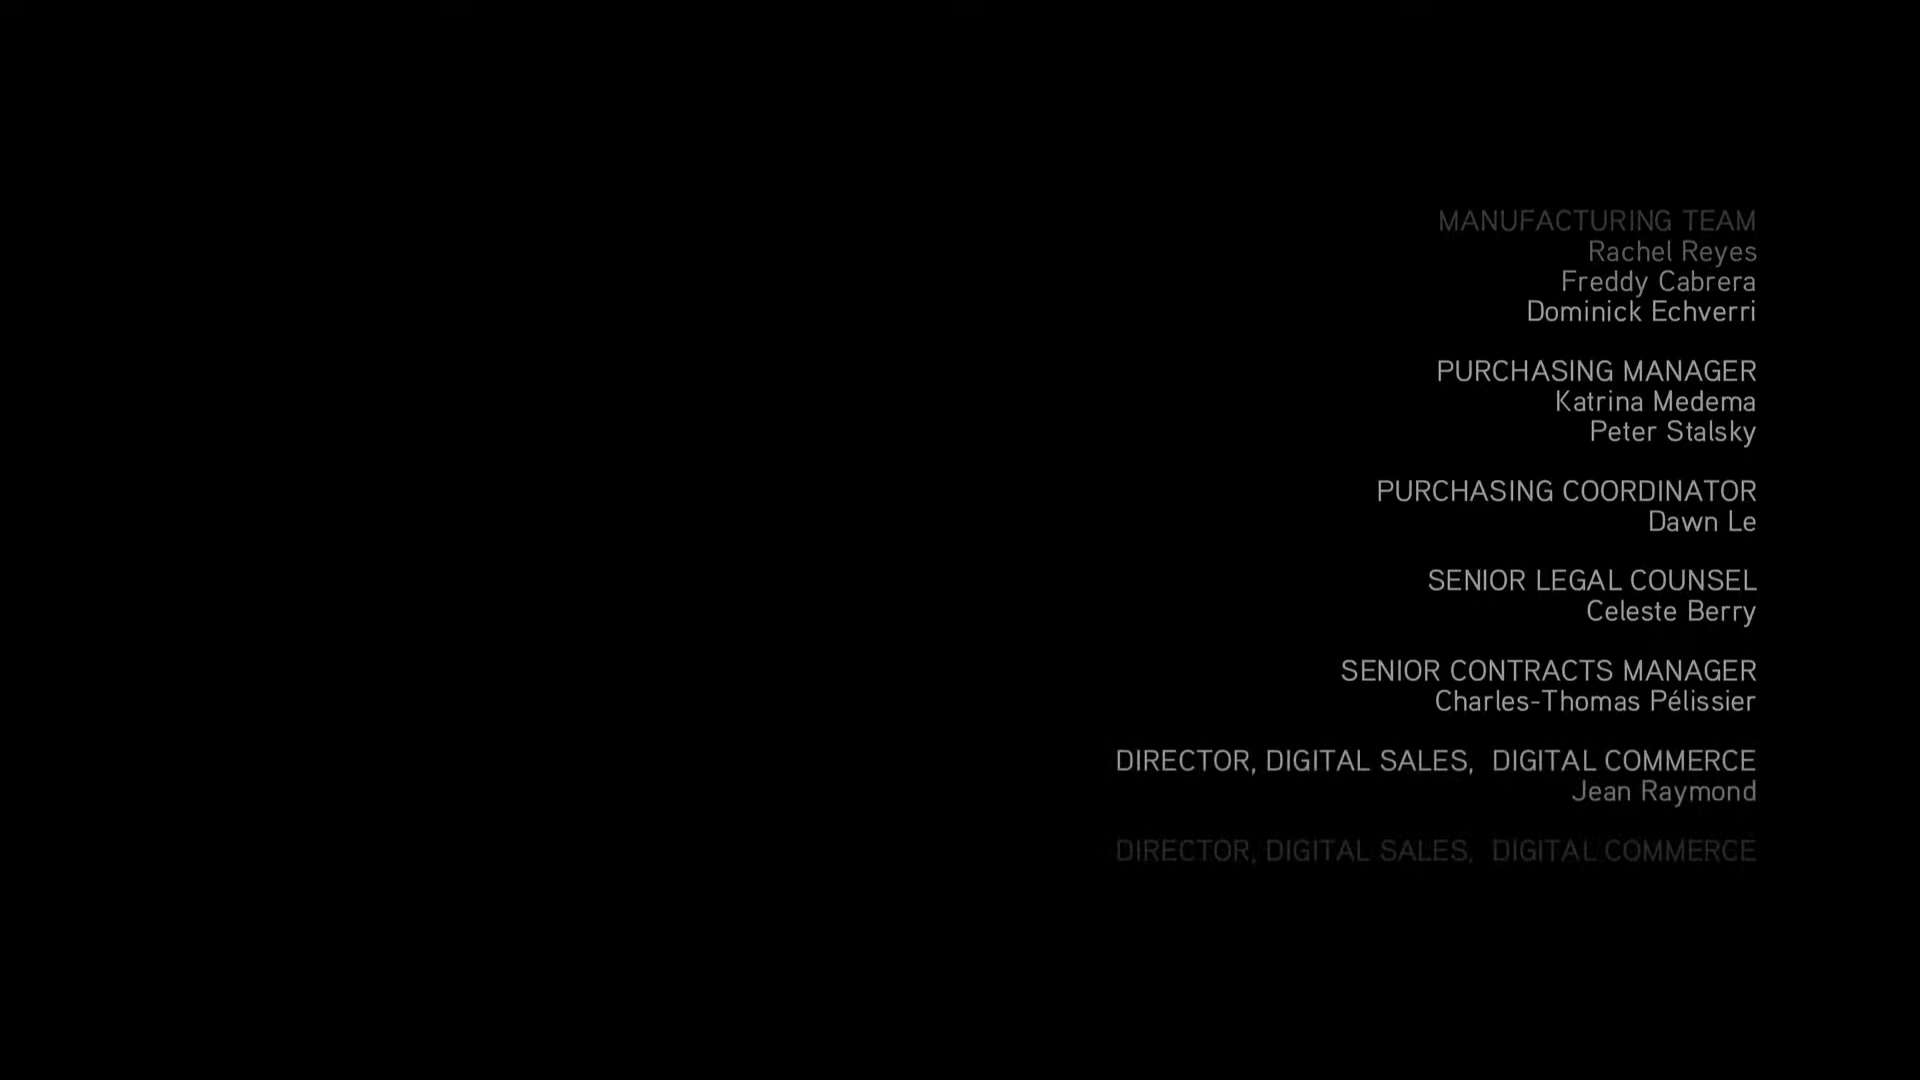 MANUFACTURING TEAM
Rachel Reyes
Freddy Cabrera
Dominick Echverri
PURCHASING MANAGER
Katrina Medema
Peter Stalsky
PURCHASING COORDINATOR
Dawn Le
SENIOR LEGAL COUNSEL
Celeste Berry
SENIOR CONTRACTS MANAGER
Charles-Thomas Pélissier
DIRECTOR, DIGITAL SALES,  DIGITAL COMMERCE
Jean Raymond
DIRECTOR, DIGITAL SALES,  DIGITAL COMMERCE